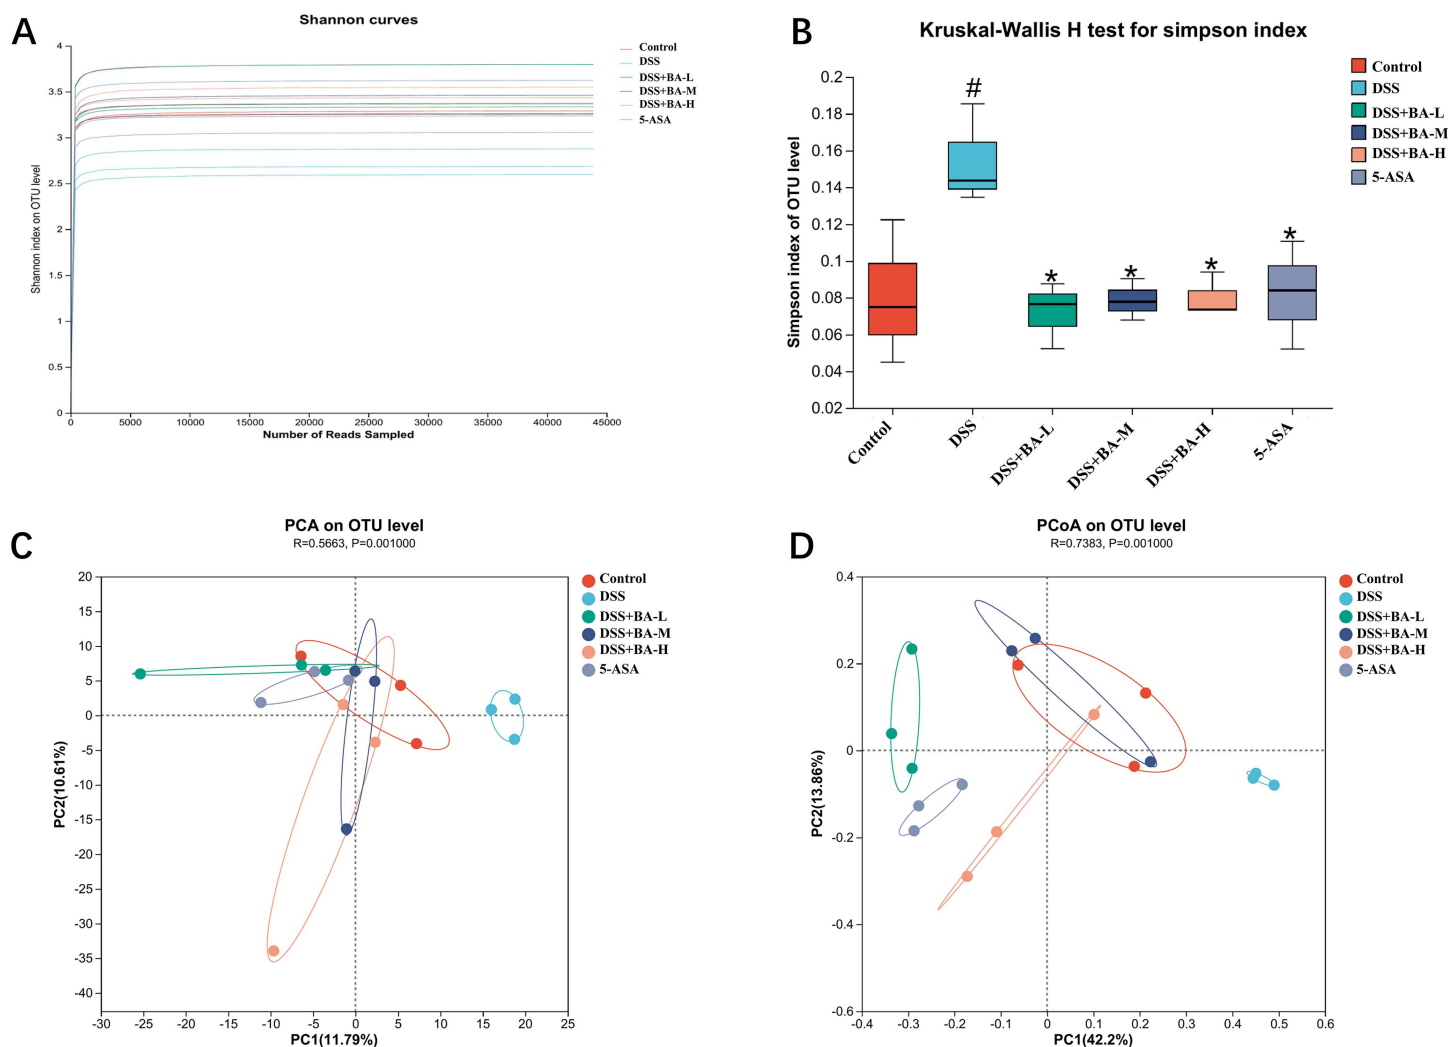 A
Shannon curves
4
3.5
3
2.5
2
1.5
1
0.5
0
Shannon index on OTU level
0
5000
10000
15000
20000
25000
30000
35000
40000
45000
Number of Reads Sampled
Control
DSS
DSS+BA-L
DSS+BA-M
DSS+BA-H
5-ASA
B
Kruskal-Wallis H test for simpson index
0.2
0.18
0.16
0.14
0.12
0.1
0.08
0.06
0.04
0.02
Simpson index of OTU level
#
*
*
*
*
Conttol
DSS
DSS+BA-L
DSS+BA-M
DSS+BA-H
5-ASA
Control
DSS
DSS+BA-L
DSS+BA-M
DSS+BA-H
5-ASA
C
PCA on OTU level
R=0.5663, P=0.001000
20
15
10
5
0
-5
-10
-15
-20
-25
-30
-35
-40
PC2(10.61%)
-30
-25
-20
-15
-10
-5
0
5
10
15
20
25
PC1(11.79%)
Control
DSS
DSS+BA-L
DSS+BA-M
DSS+BA-H
5-ASA
D
PCoA on OTU level
R=0.7383, P=0.001000
0.4
0.2
0
-0.2
-0.4
-0.6
PC2(13.86%)
-0.4
-0.3
-0.2
-0.1
0
0.1
0.2
0.3
0.4
0.5
0.6
PC1(42.2%)
Control
DSS
DSS+BA-L
DSS+BA-M
DSS+BA-H
5-ASA